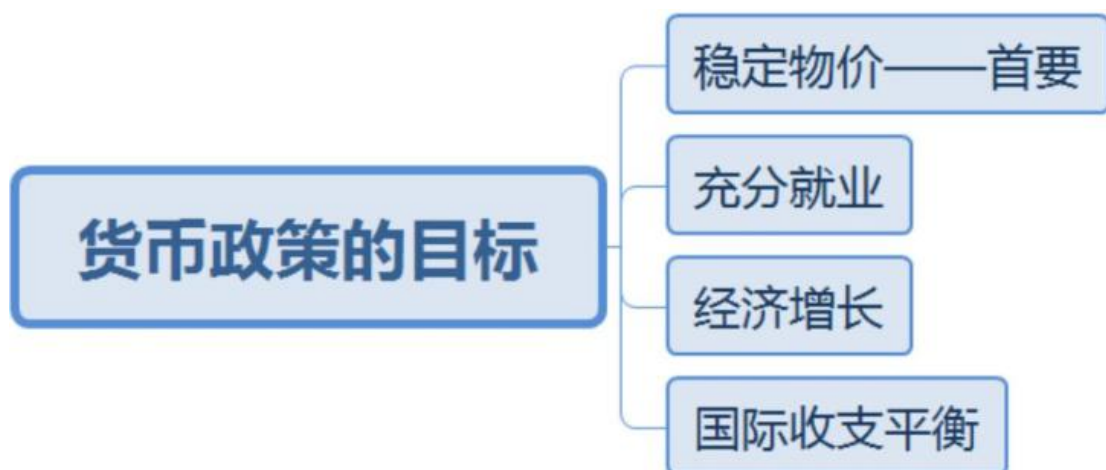 货币政策的目标
稳定物价——首要
充分就业
经济增长
国际收支平衡